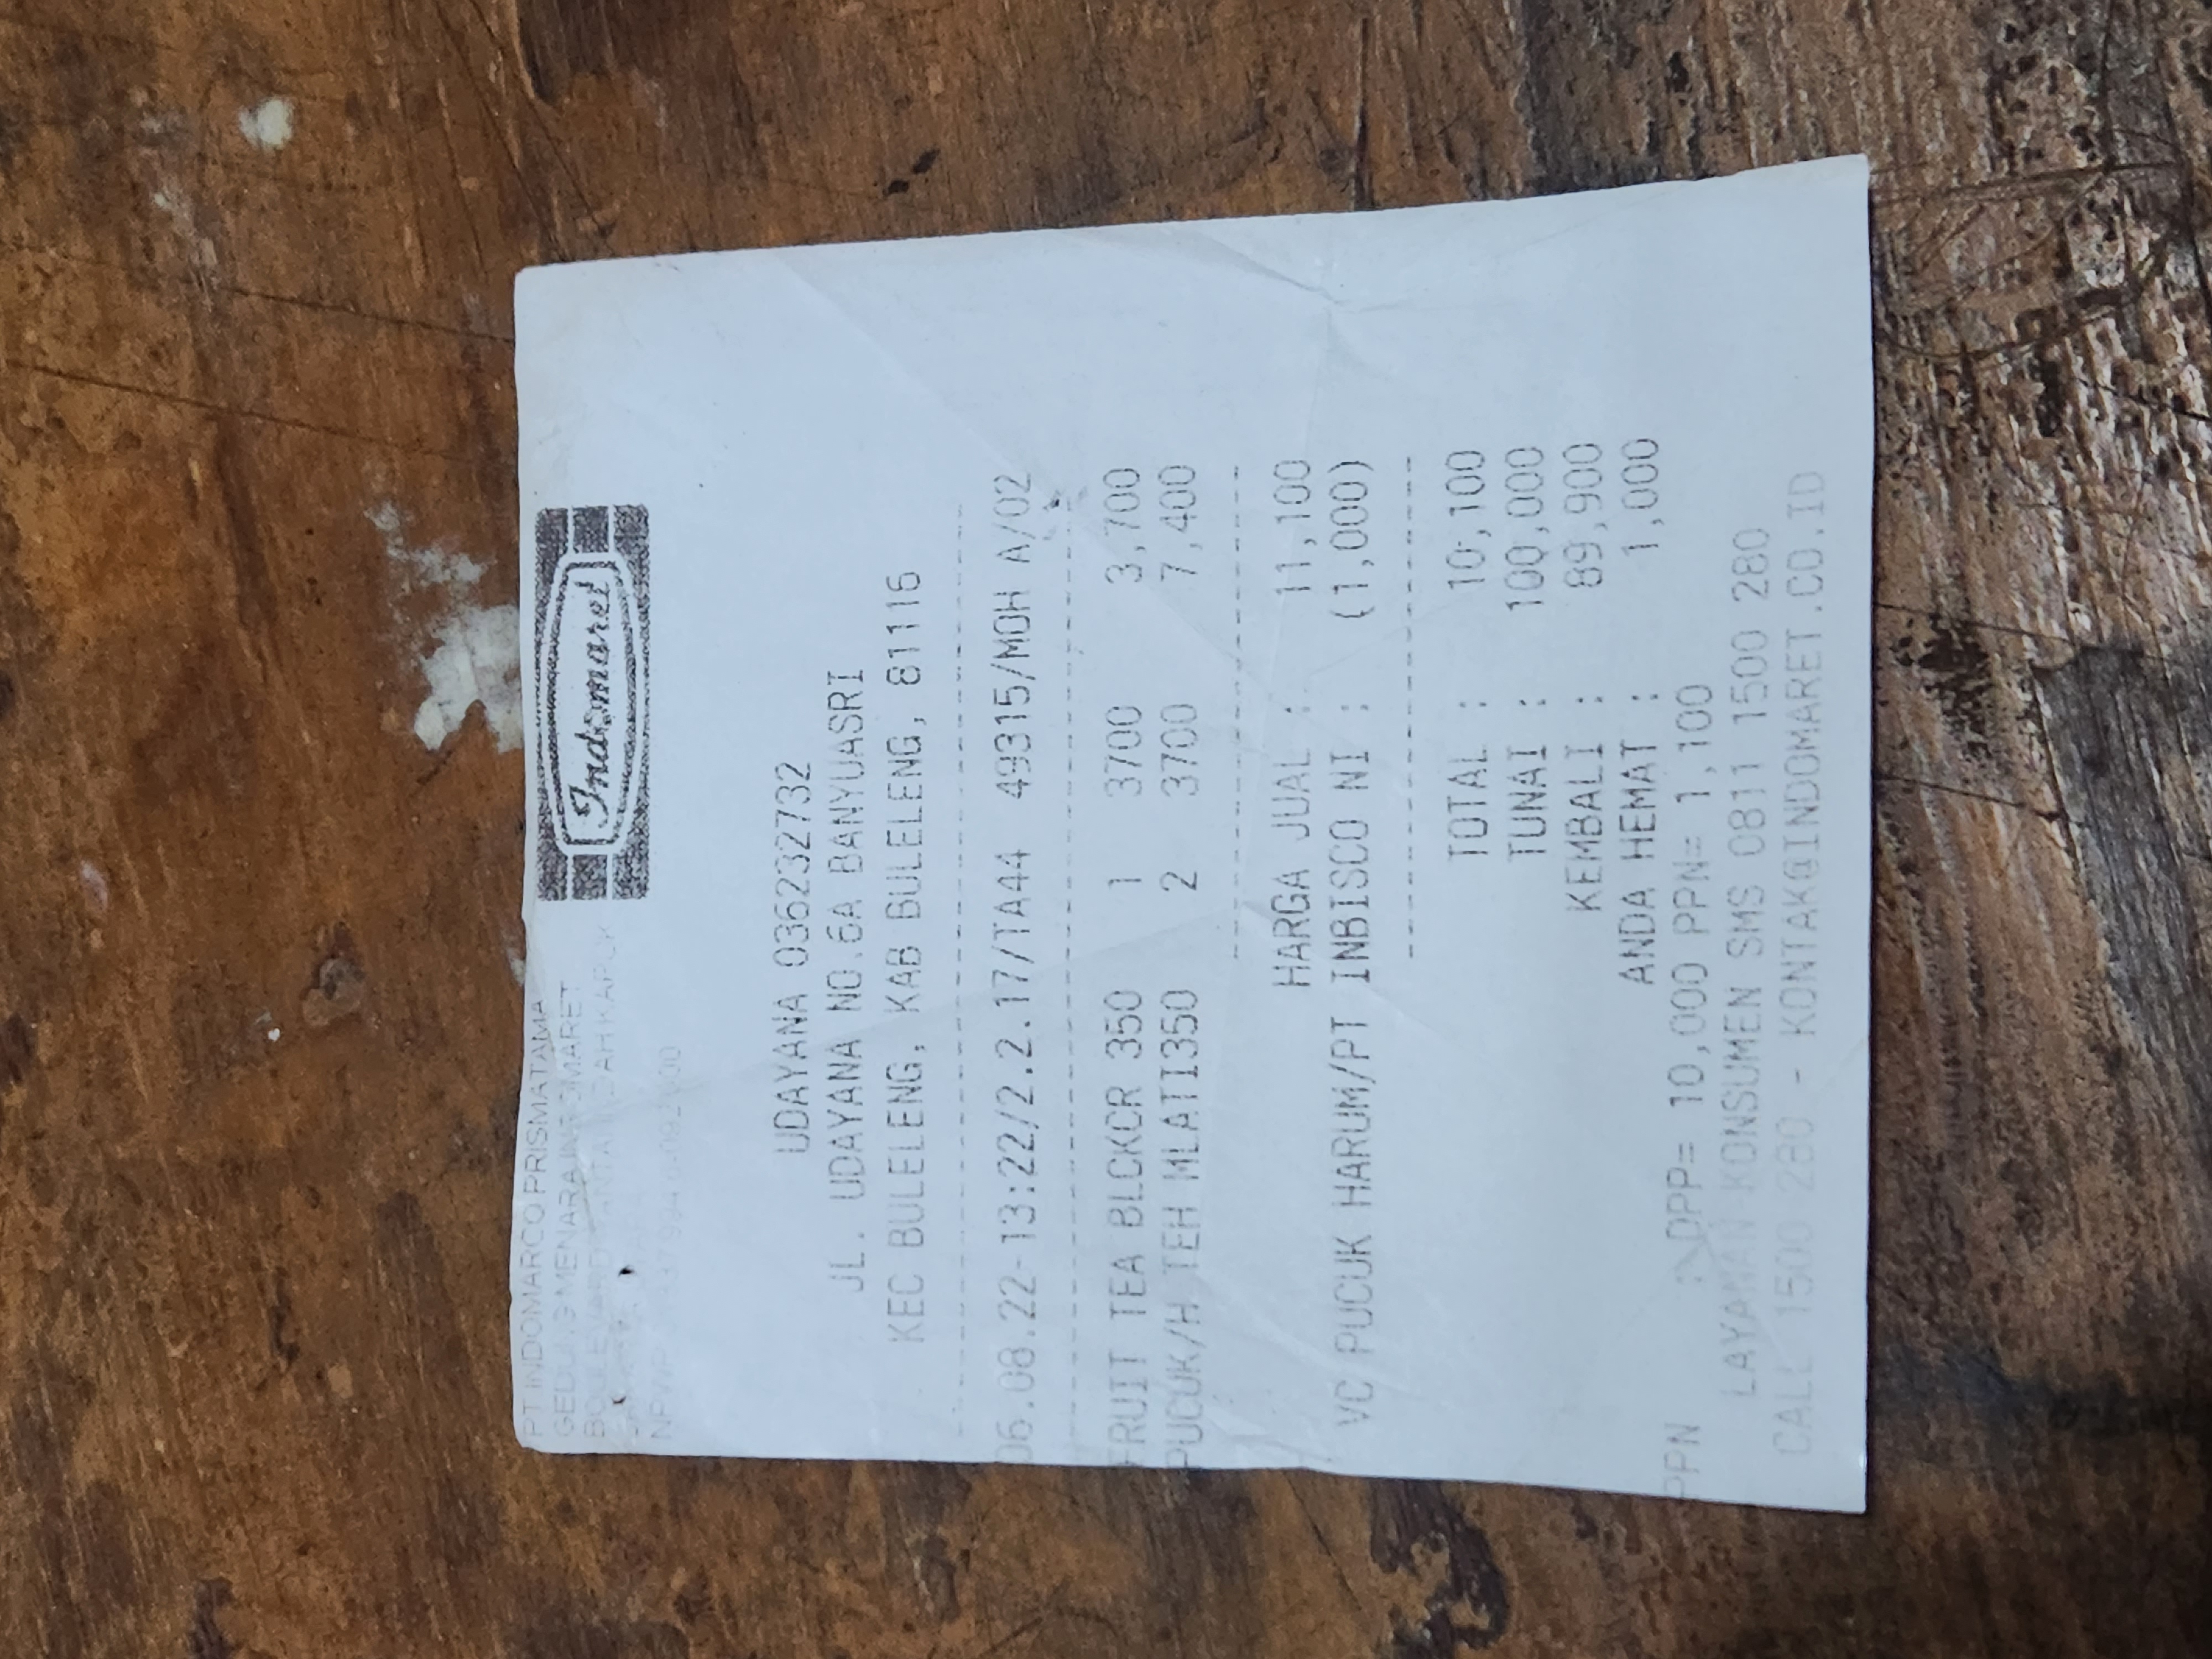 PT INDOMARCO PRISMATAMA
GEDUNG MENARA INDOMARET
BOULEVARD PANTAI INDAH KAPUK
NPWP
Indomaret
UDAYANA 0362327732
JL. UDAYANA NO.6A BANYUASRI
KEC BULELENG, KAB BULELENG, 81116
06.08.22-13:22/2.2.17/TA44 49315/MOH A/02
FRUIT TEA BLCKCR 350 1 3700 3,700
PUCUK/H TEH MLATI350 2 3700 7,400
HARGA JUAL : 11,100
VC PUCUK HARUM/PT INBISCO NI : (1,000)
TOTAL : 10,100
TUNAI : 100,000
KEMBALI : 89,900
ANDA HEMAT : 1,000
PPN DPP= 10,000 PPN= 1,100
LAYANAN KONSUMEN SMS 0811 1500 280
CALL 1500 280 - KONTAK@INDOMARET.CO.ID